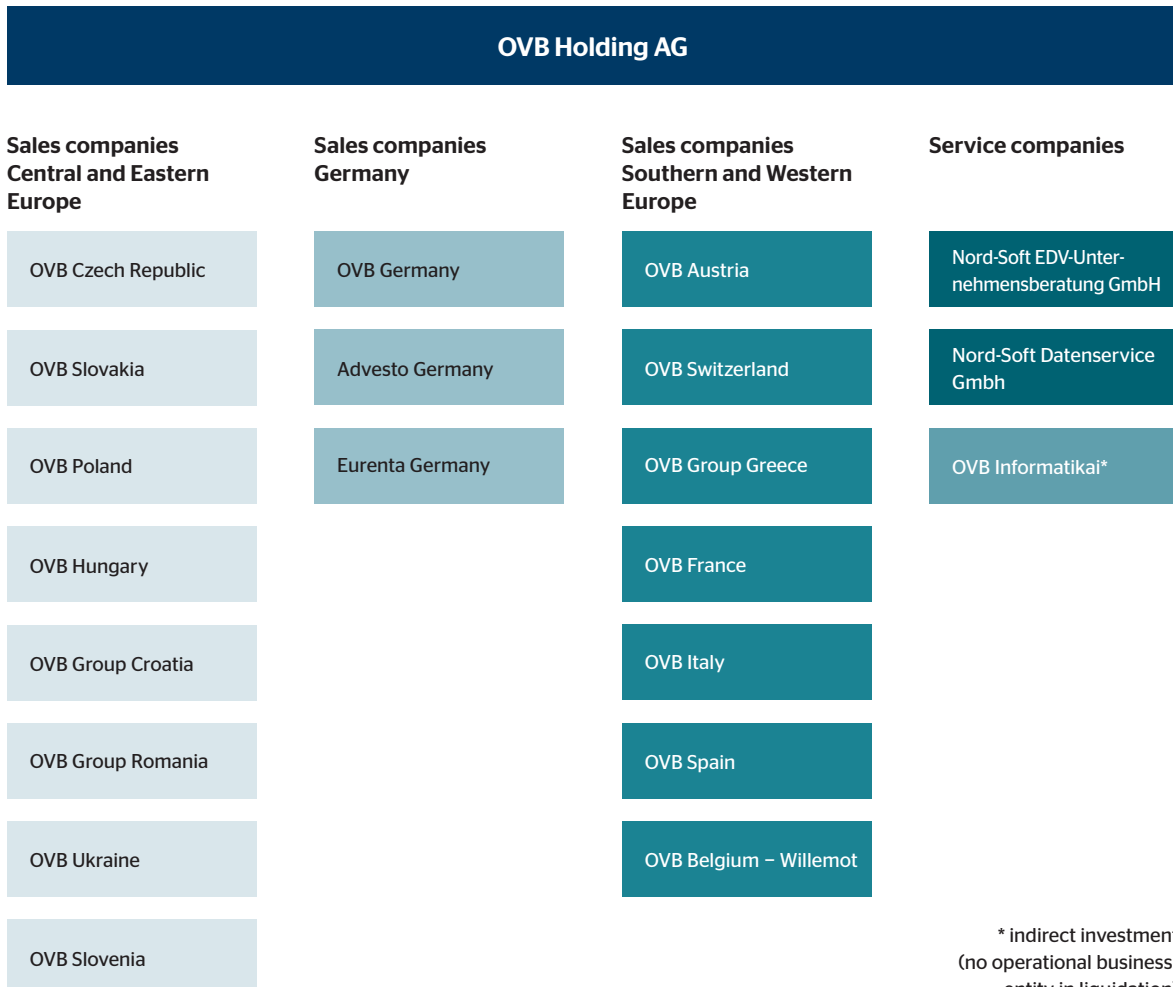 OVB Holding AG
Sales companies
Central and Eastern
Europe
OVB Czech Republic
OVB Slovakia
OVB Poland
OVB Hungary
OVB Group Croatia
OVB Group Romania
OVB Ukraine
OVB Slovenia
Sales companies
Germany
OVB Germany
Advesto Germany
Eurenta Germany
Sales companies
Southern and Western
Europe
OVB Austria
OVB Switzerland
OVB Group Greece
OVB France
OVB Italy
OVB Spain
OVB Belgium – Willemot
Service companies
Nord-Soft EDV-Unter-
nehmensberatung GmbH
Nord-Soft Datenservice
Gmbh
OVB Informatikai*
* indirect investment
(no operational business
entity in liquidation